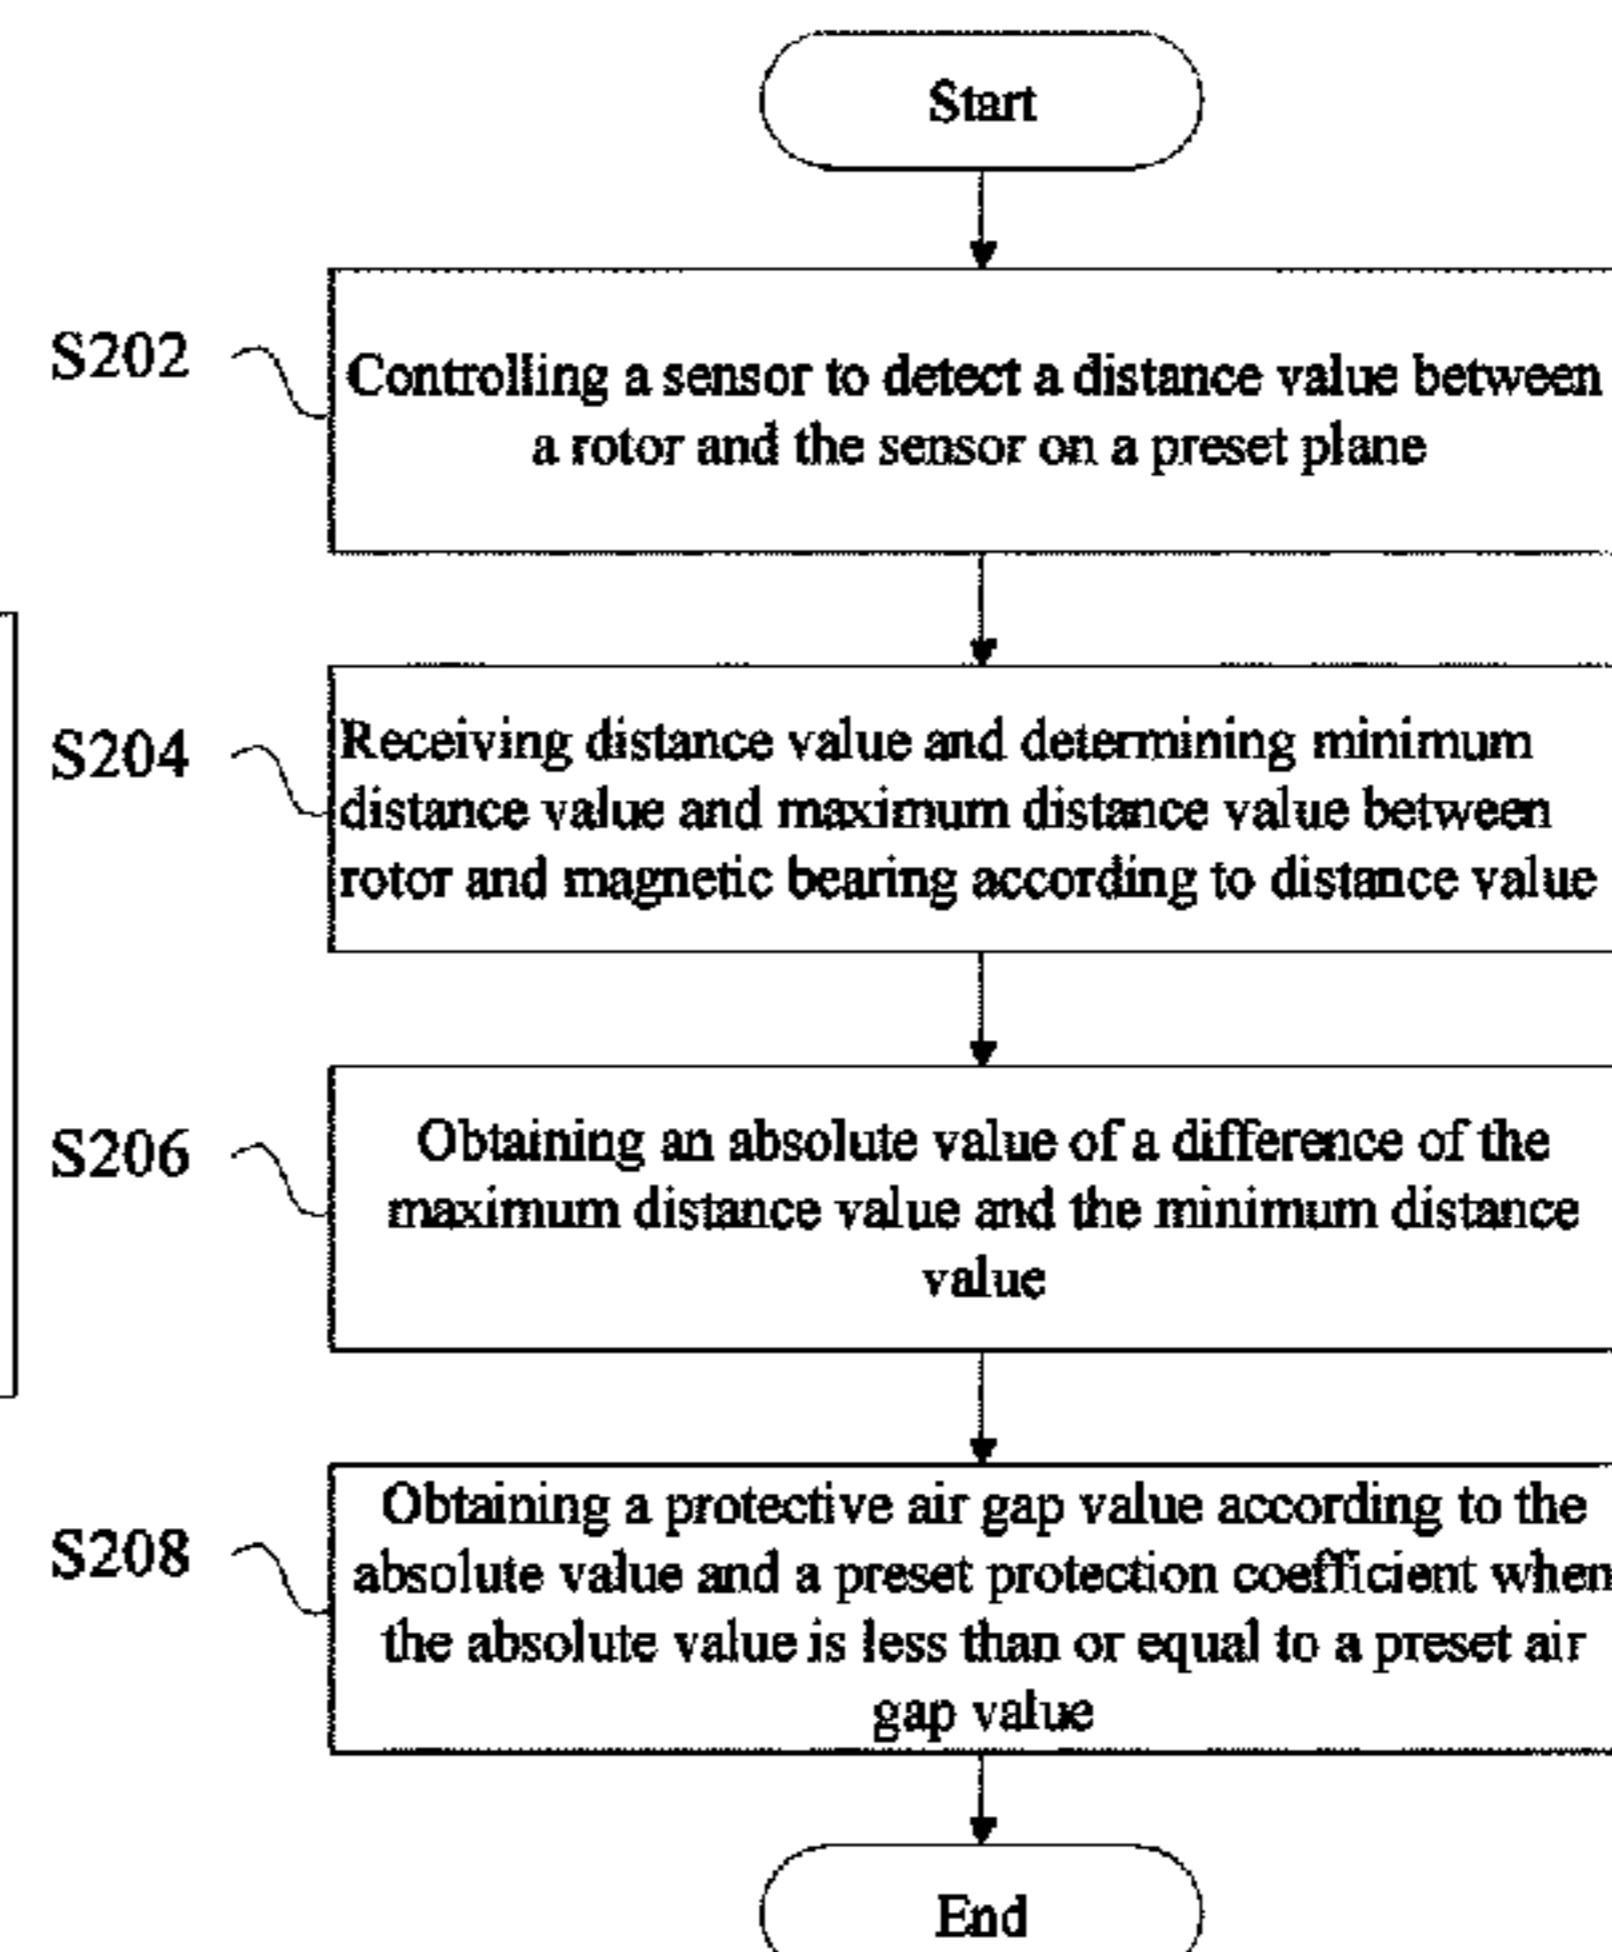 Start
S202
Controlling a sensor to detect a distance value between
a rotor and the sensor on a preset plane
S204
Receiving distance value and determining minimum
distance value and maximum distance value between
rotor and magnetic bearing according to distance value
S206
Obtaining an absolute value of a difference of the
maximum distance value and the minimum distance
value
S208
Obtaining a protective air gap value according to the
absolute value and a preset protection coefficient when
the absolute value is less than or equal to a preset air
gap value
End